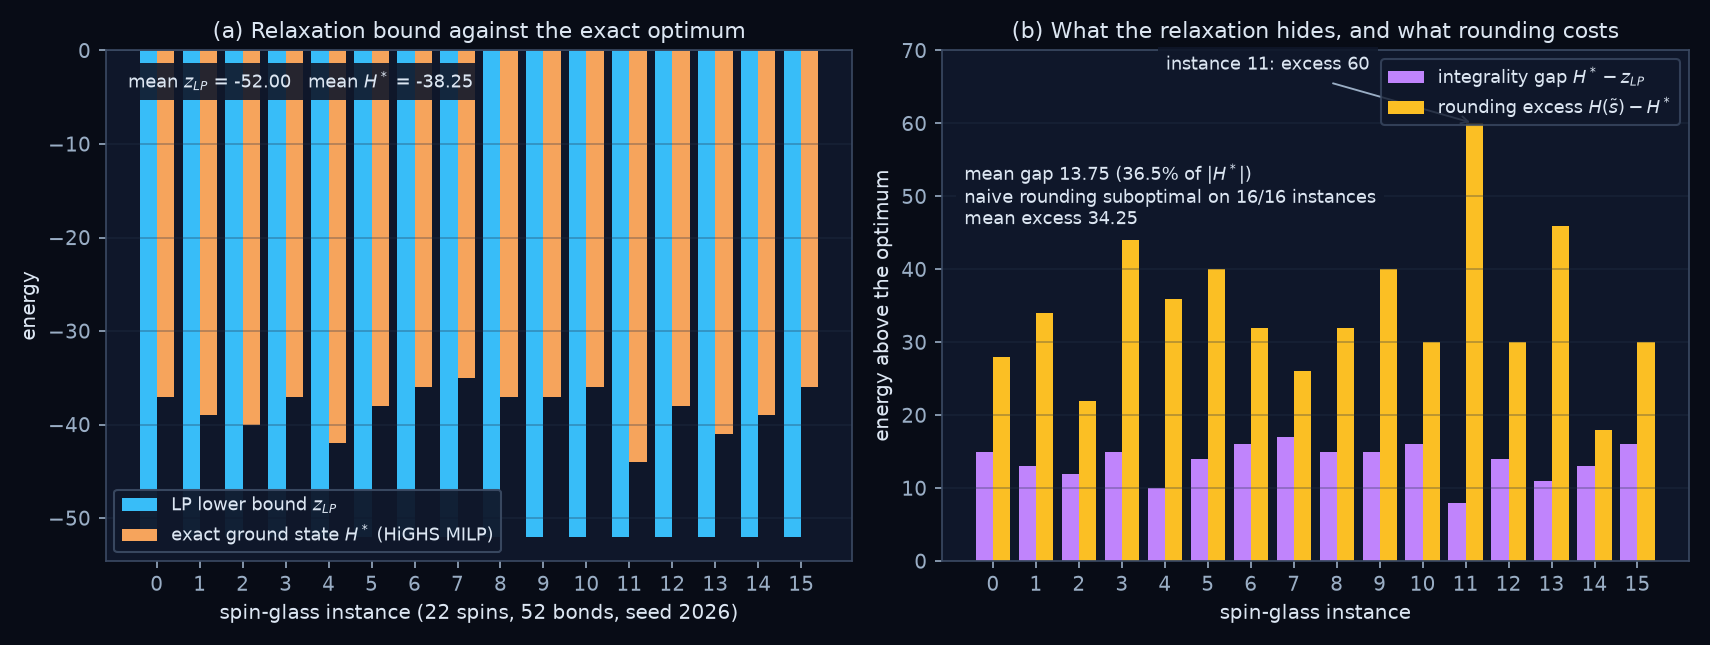 (a) Relaxation bound against the exact optimum
0
−10
−20
−30
−40
−50
energy
mean z_LP = -52.00   mean H* = -38.25
LP lower bound z_LP
exact ground state H* (HiGHS MILP)
0 1 2 3 4 5 6 7 8 9 10 11 12 13 14 15
spin-glass instance (22 spins, 52 bonds, seed 2026)
(b) What the relaxation hides, and what rounding costs
70
60
50
40
30
20
10
0
energy above the optimum
instance 11: excess 60
integrality gap H* − z_LP
rounding excess H(s̃) − H*
mean gap 13.75 (36.5% of |H*|)
naive rounding suboptimal on 16/16 instances
mean excess 34.25
0 1 2 3 4 5 6 7 8 9 10 11 12 13 14 15
spin-glass instance